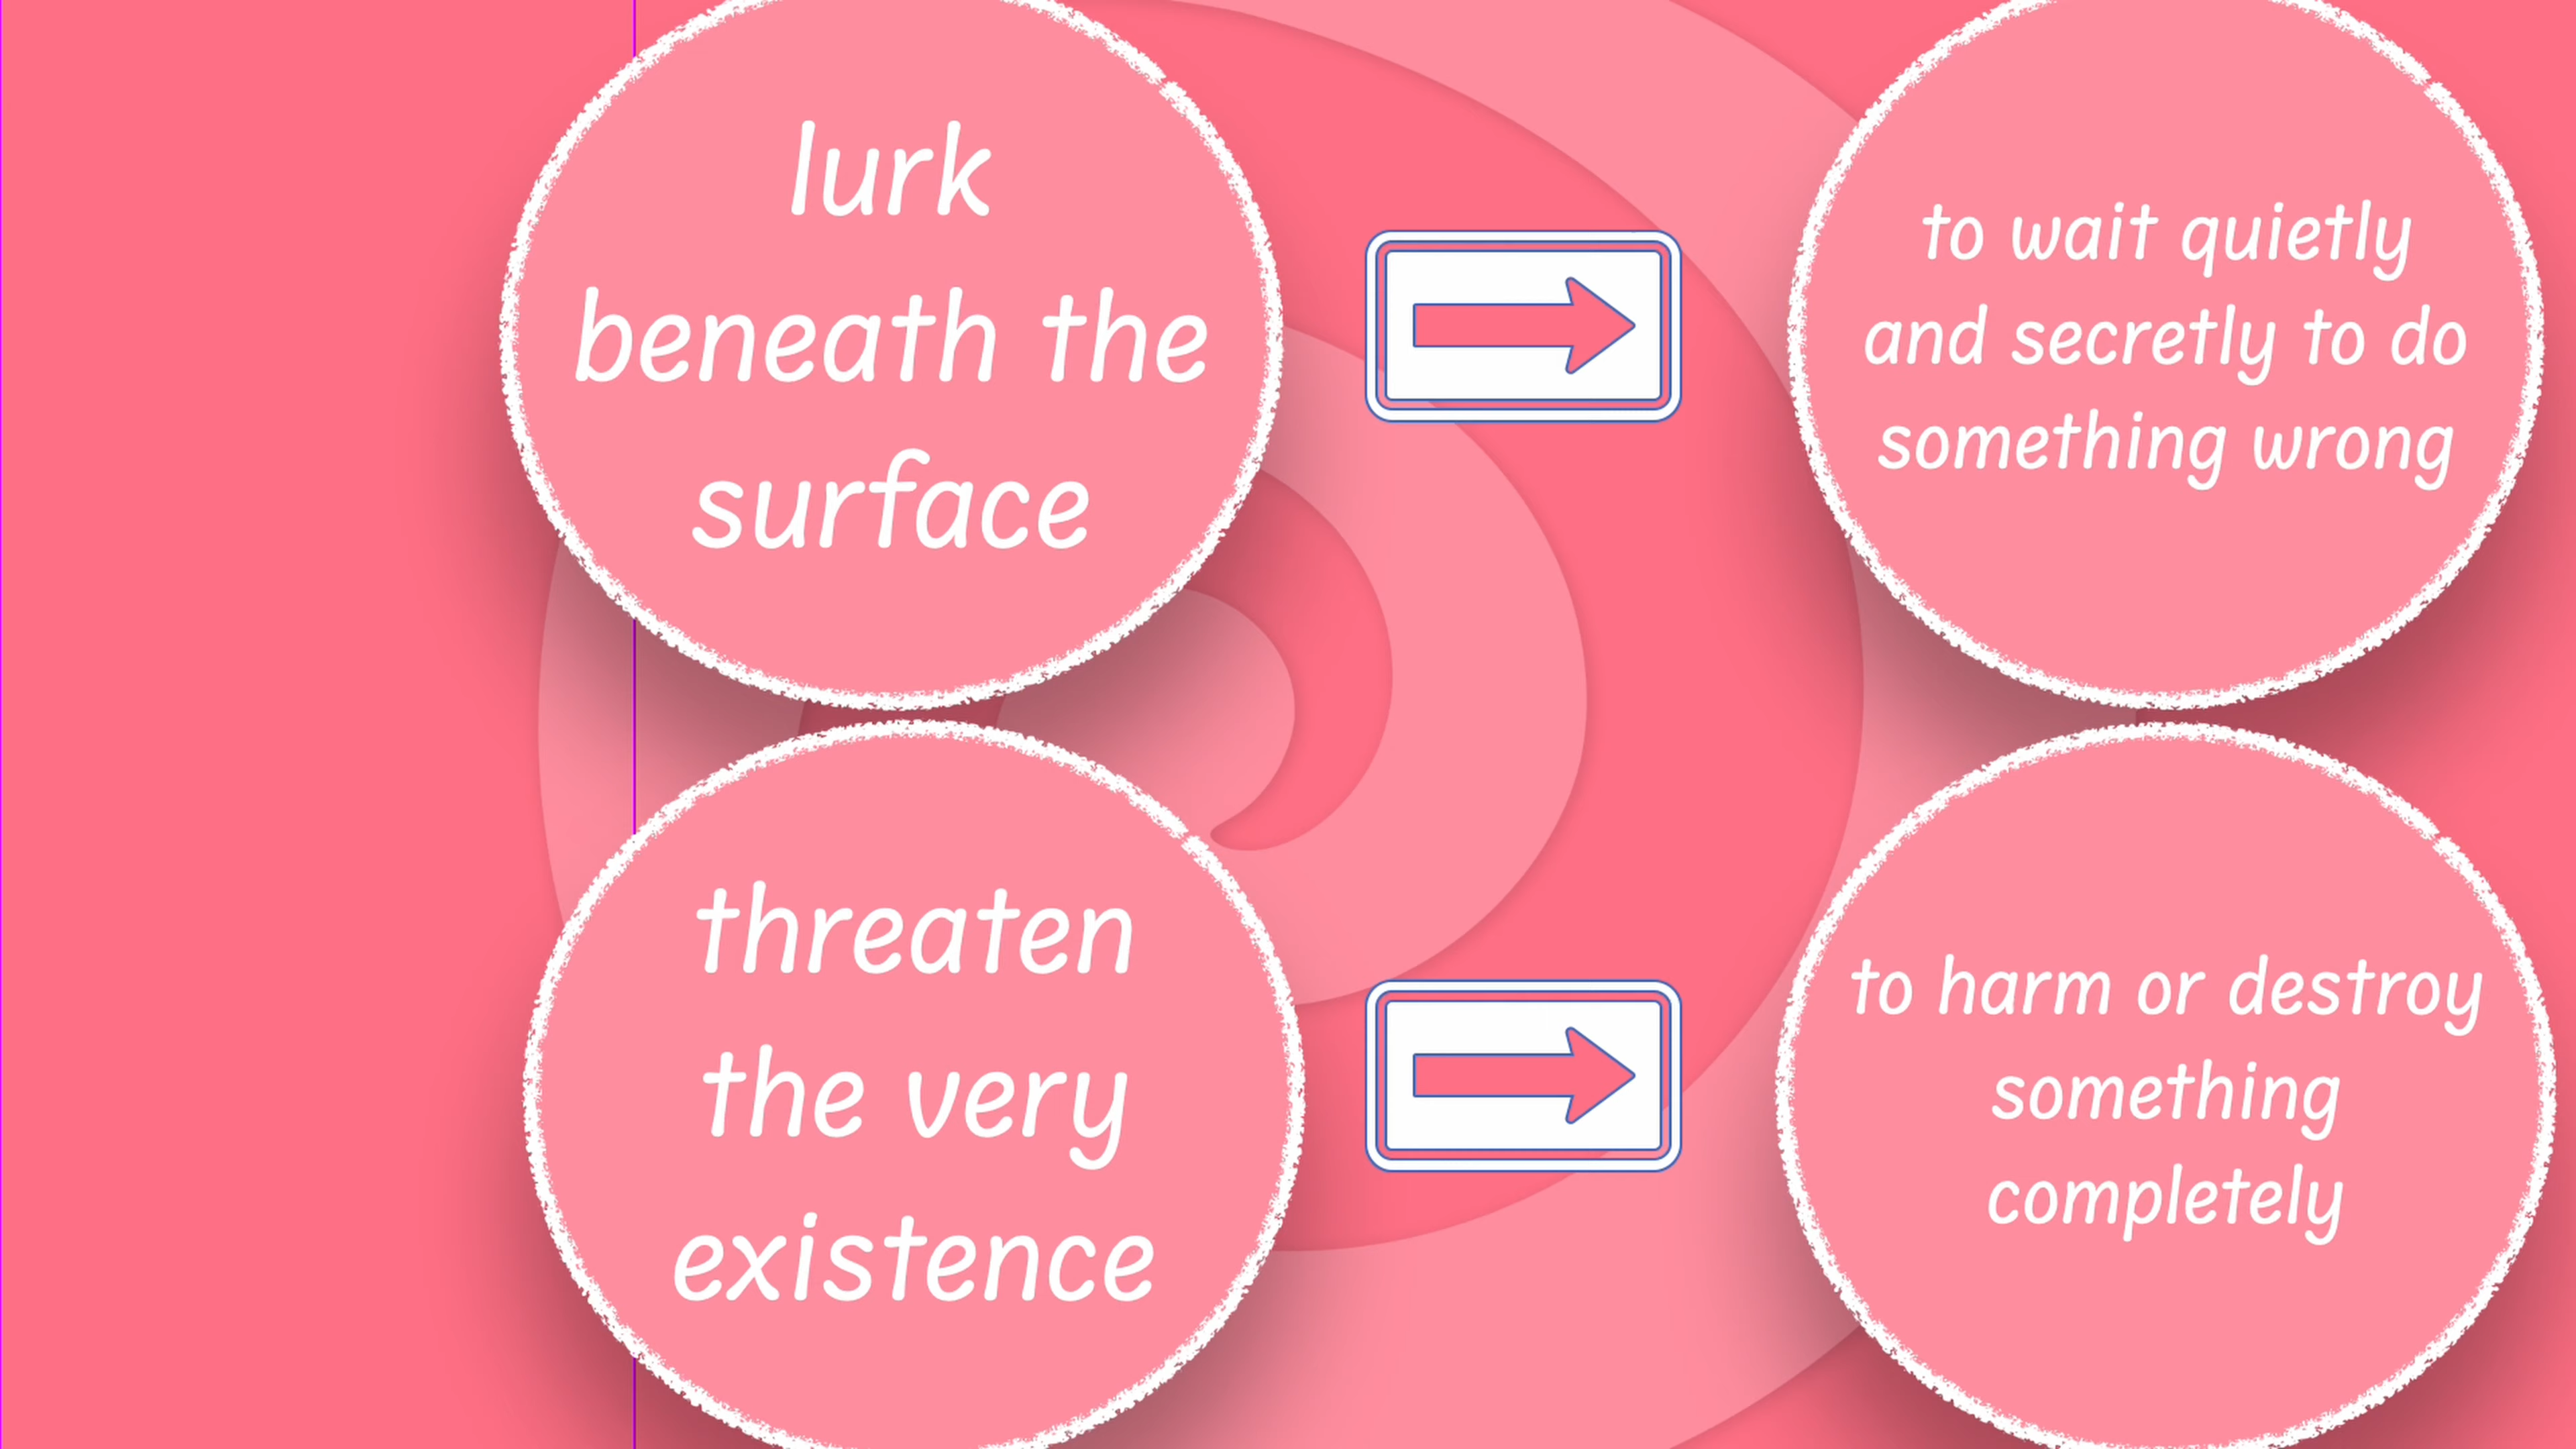 lurk
beneath the
surface
to wait quietly
and secretly to do
something wrong
threaten
the very
existence
to harm or destroy
something
completely